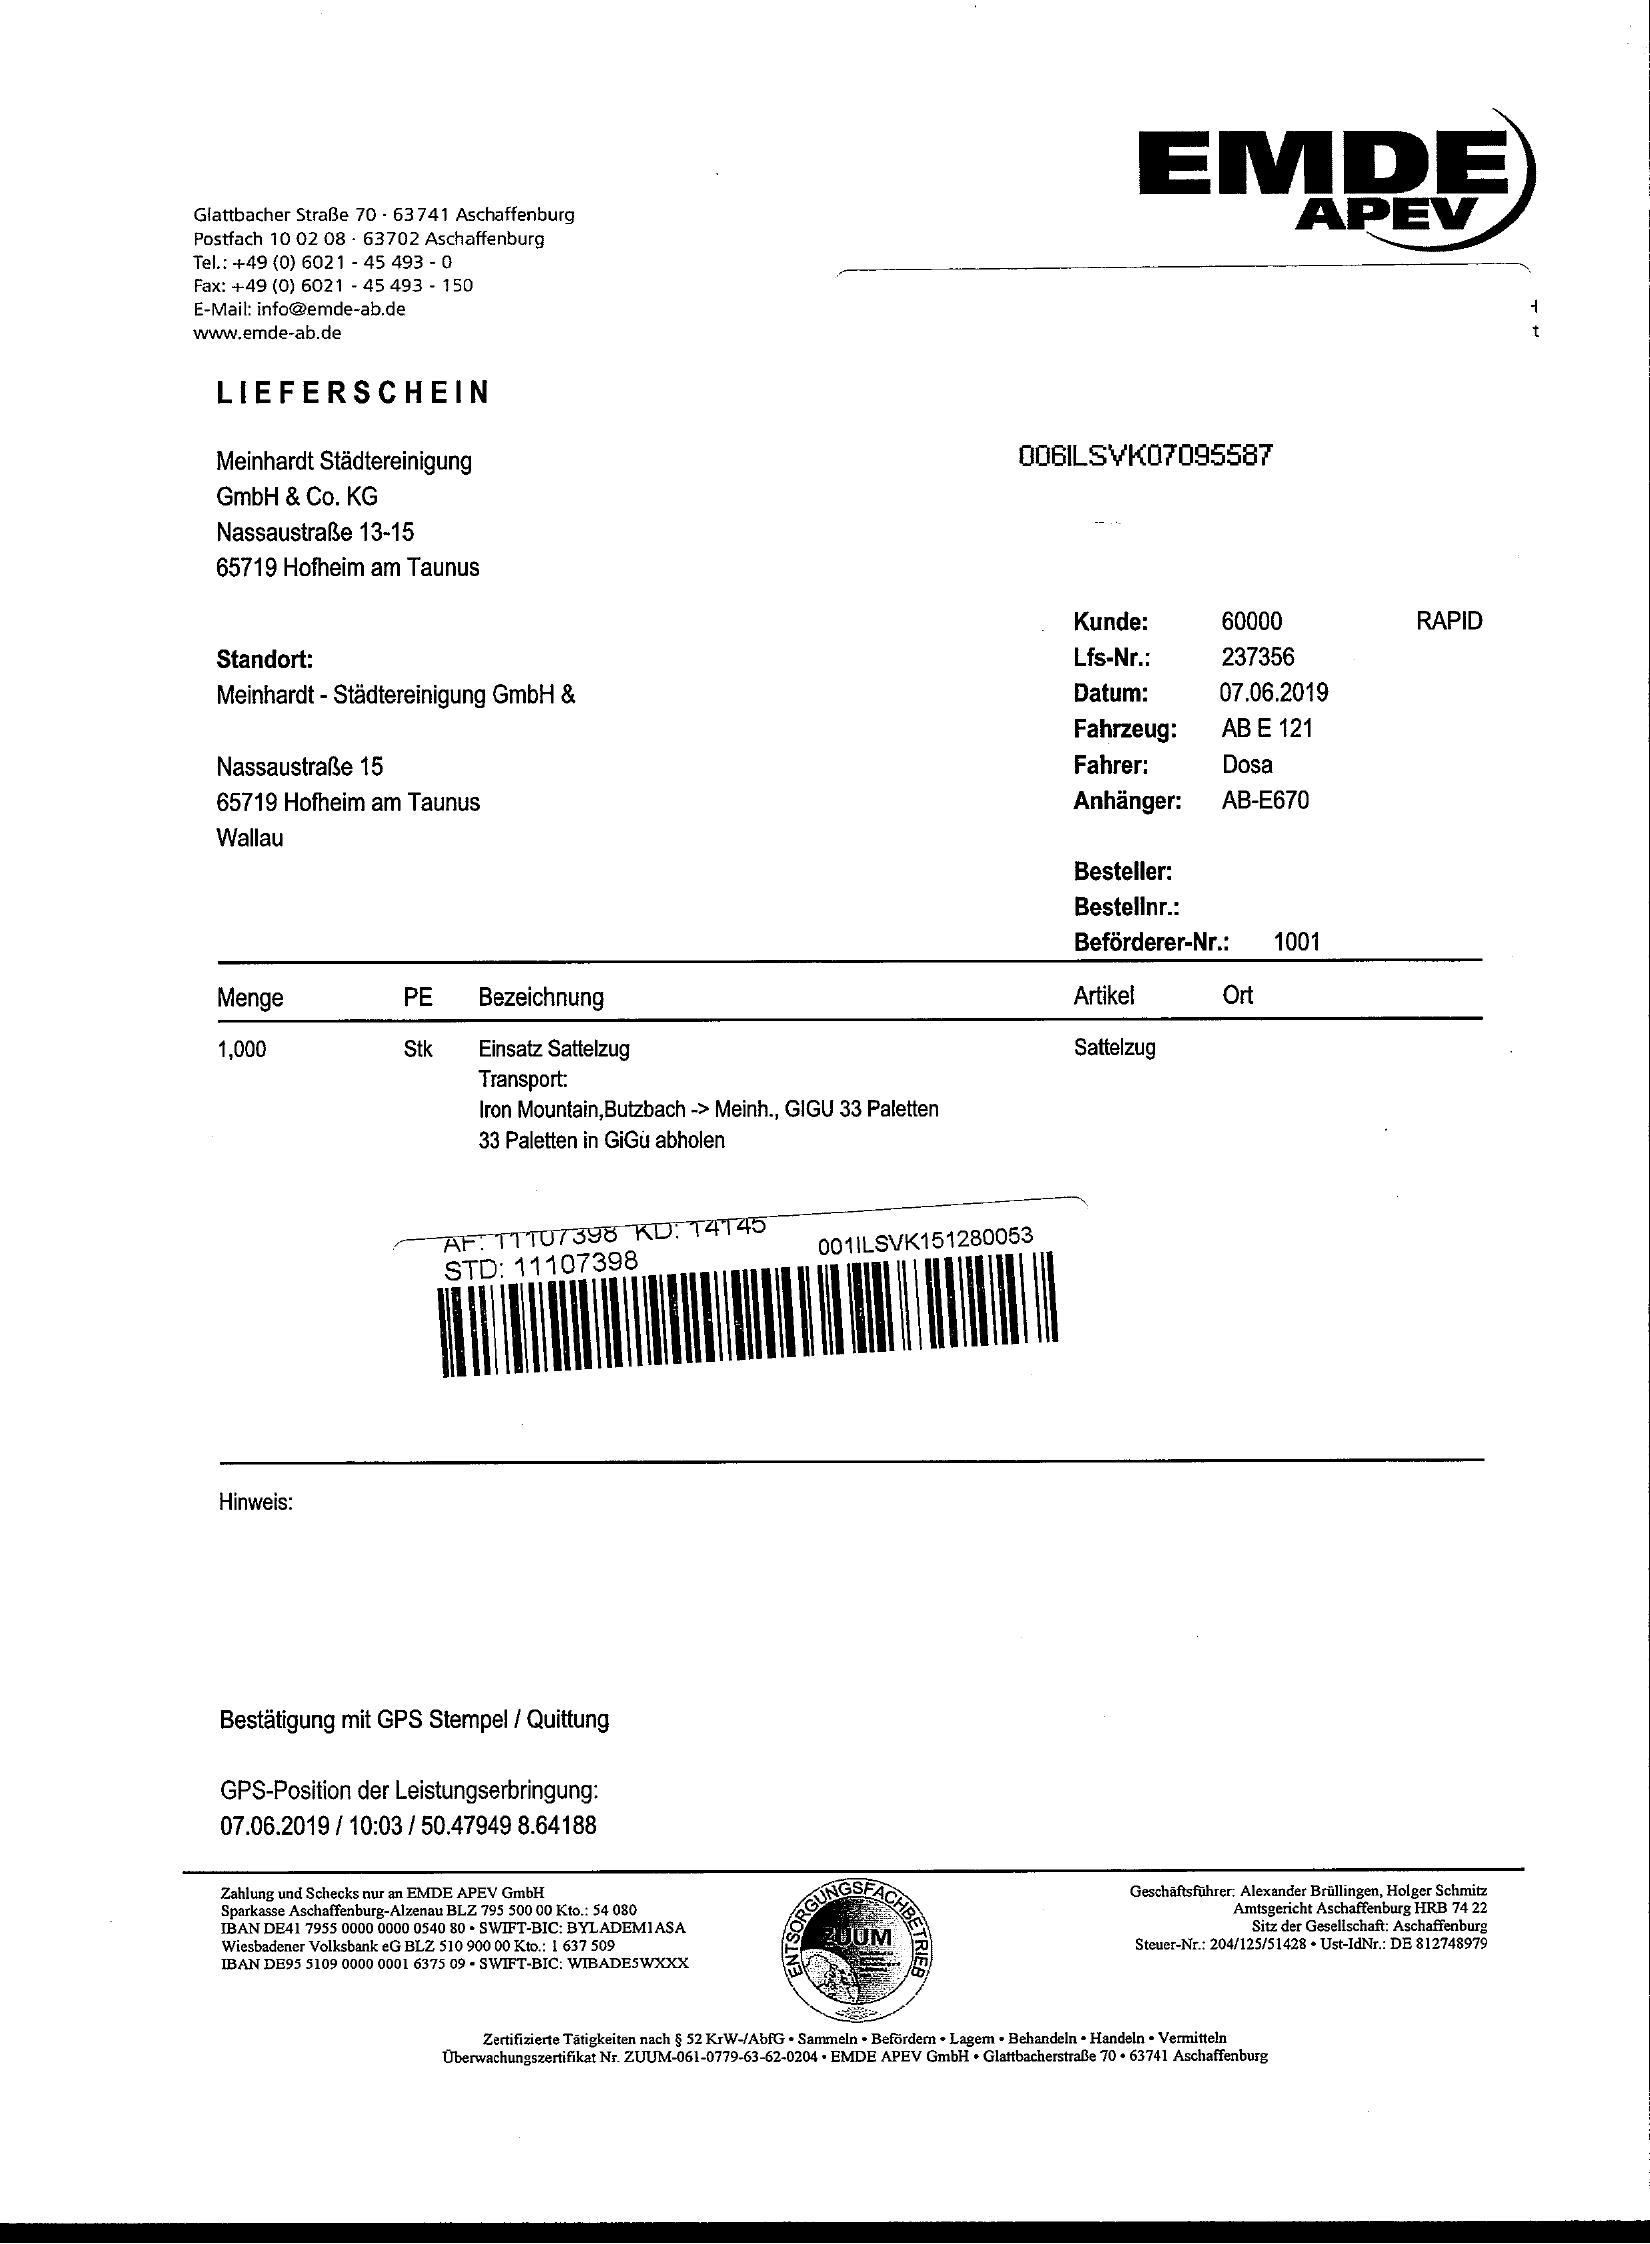 EMDE
APEV
Glattbacher Straße 70 · 63741 Aschaffenburg
Postfach 10 02 08 · 63702 Aschaffenburg
Tel.: +49 (0) 6021 - 45 493 - 0
Fax: +49 (0) 6021 - 45 493 - 150
E-Mail: info@emde-ab.de
www.emde-ab.de
LIEFERSCHEIN
Meinhardt Städtereinigung
GmbH & Co. KG
Nassaustraße 13-15
65719 Hofheim am Taunus
006ILSVK07095587
Standort:
Meinhardt - Städtereinigung GmbH &
Nassaustraße 15
65719 Hofheim am Taunus
Wallau
Kunde: 60000 RAPID
Lfs-Nr.: 237356
Datum: 07.06.2019
Fahrzeug: AB E 121
Fahrer: Dosa
Anhänger: AB-E670
Besteller:
Bestellnr.:
Beförderer-Nr.: 1001
Menge PE Bezeichnung Artikel Ort
1,000 Stk Einsatz Sattelzug Sattelzug
Transport:
Iron Mountain,Butzbach -> Meinh., GIGU 33 Paletten
33 Paletten in GiGu abholen
AF: 11107398 KD: 14145
STD: 11107398 001ILSVK151280053
Hinweis:
Bestätigung mit GPS Stempel / Quittung
GPS-Position der Leistungserbringung:
07.06.2019 / 10:03 / 50.47949 8.64188
Zahlung und Schecks nur an EMDE APEV GmbH
Sparkasse Aschaffenburg-Alzenau BLZ 795 500 00 Kto.: 54 080
IBAN DE41 7955 0000 0000 0540 80 • SWIFT-BIC: BYLADEM1ASA
Wiesbadener Volksbank eG BLZ 510 900 00 Kto.: 1 637 509
IBAN DE95 5109 0000 0001 6375 09 • SWIFT-BIC: WIBADE5WXXX
ENTSORGUNGSFACHBETRIEB
ZUUM
Geschäftsführer: Alexander Brüllingen, Holger Schmitz
Amtsgericht Aschaffenburg HRB 74 22
Sitz der Gesellschaft: Aschaffenburg
Steuer-Nr.: 204/125/51428 • Ust-IdNr.: DE 812748979
Zertifizierte Tätigkeiten nach § 52 KrW-/AbfG • Sammeln • Befördern • Lagern • Behandeln • Handeln • Vermitteln
Überwachungszertifikat Nr. ZUUM-061-0779-63-62-0204 • EMDE APEV GmbH • Glattbacherstraße 70 • 63741 Aschaffenburg